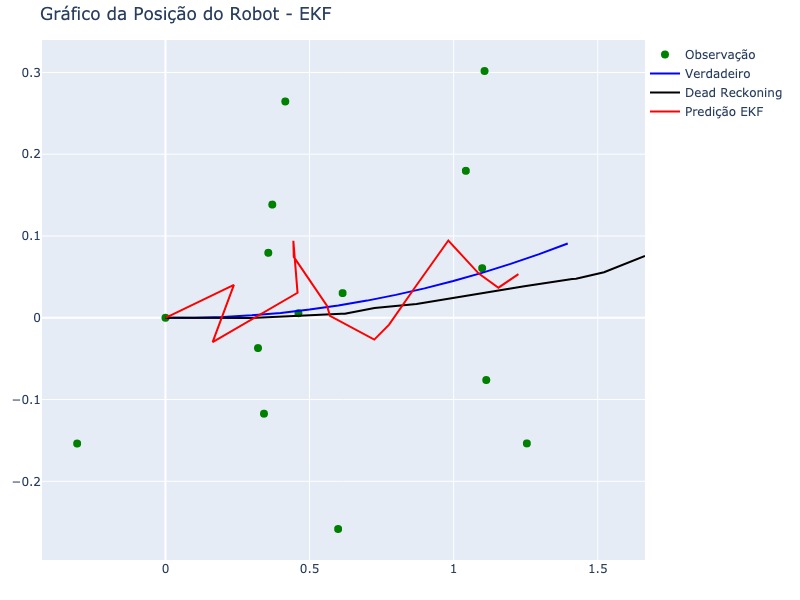 Gráfico da Posição do Robot - EKF
Observação
Verdadeiro
Dead Reckoning
Predição EKF
0.3
0.2
0.1
0
−0.1
−0.2
0
0.5
1
1.5